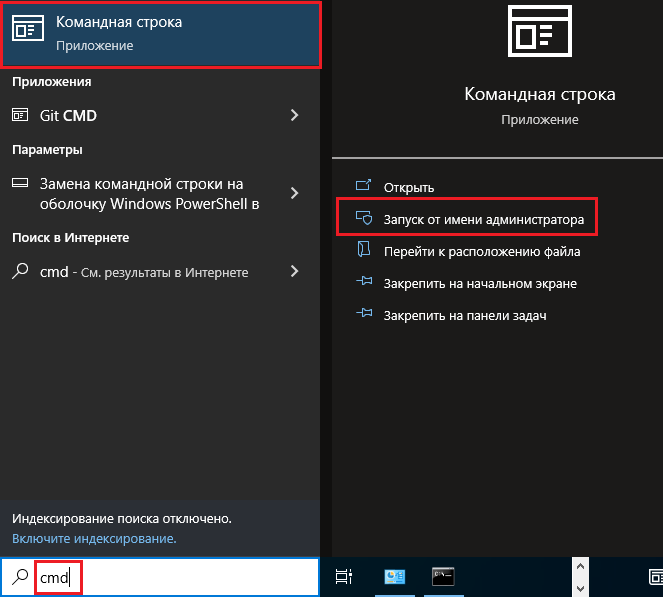 Командная строка
Приложение
Приложения
Git CMD
Параметры
Замена командной строки на
оболочку Windows PowerShell в
Поиск в Интернете
cmd - См. результаты в Интернете
Индексирование поиска отключено.
Включите индексирование.
cmd
Командная строка
Приложение
Открыть
Запуск от имени администратора
Перейти к расположению файла
Закрепить на начальном экране
Закрепить на панели задач